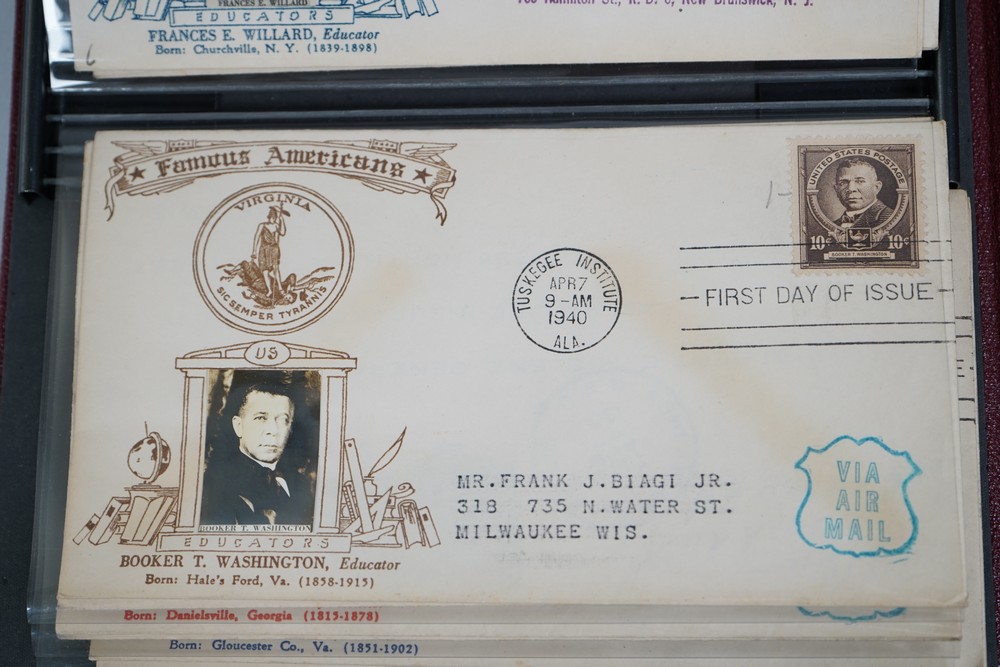 FRANCES E. WILLARD
EDUCATORS
FRANCES E. WILLARD, Educator
Born: Churchville, N. Y. (1839-1898)
Hamilton St., R. D. 6, New Brunswick, N. J.
Famous Americans
VIRGINIA
SIC SEMPER TYRANNIS
US
BOOKER T. WASHINGTON
EDUCATORS
BOOKER T. WASHINGTON, Educator
Born: Hale's Ford, Va. (1858-1915)
TUSKEGEE INSTITUTE
APR 7
9-AM
1940
ALA.
UNITED STATES POSTAGE
10¢ 10¢
BOOKER T. WASHINGTON
FIRST DAY OF ISSUE
MR. FRANK J. BIAGI JR.
318 735 N. WATER ST.
MILWAUKEE WIS.
VIA
AIR
MAIL
Born: Danielsville, Georgia (1815-1878)
Born: Gloucester Co., Va. (1851-1902)